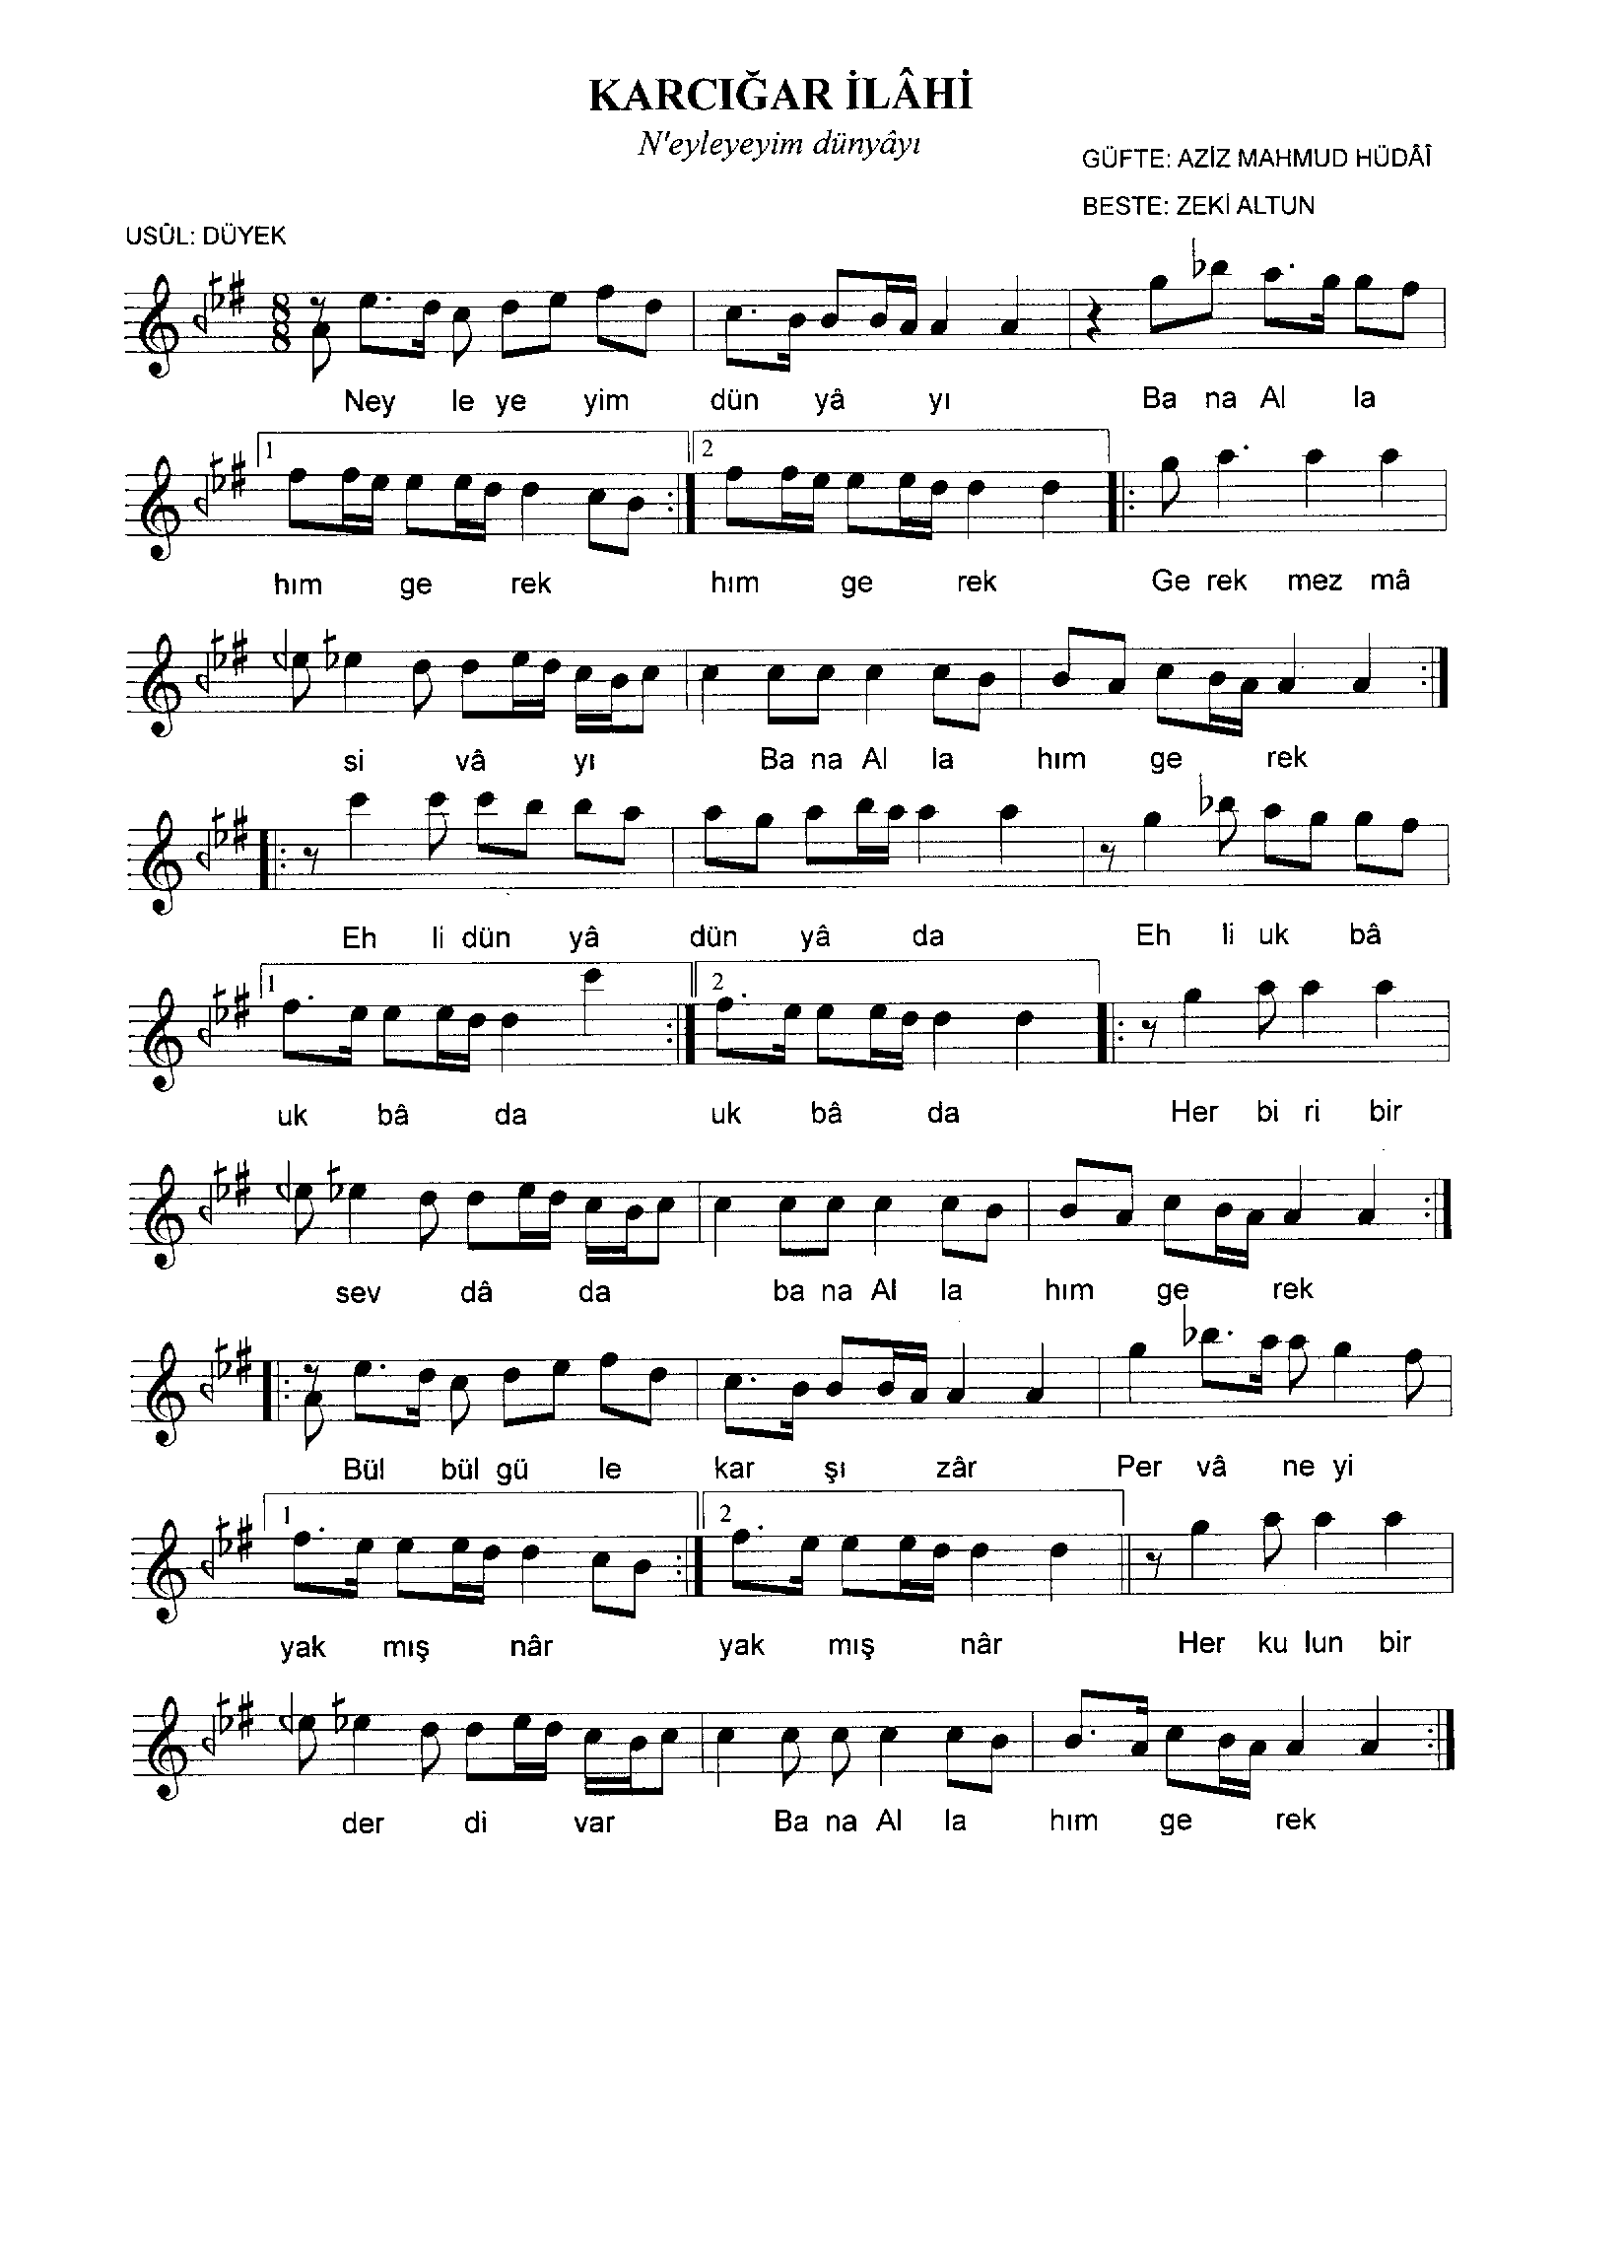 KARCIĞAR İLÂHİ
N'eyleyeyim dünyâyı
GÜFTE: AZİZ MAHMUD HÜDÂÎ
BESTE: ZEKİ ALTUN
USÛL: DÜYEK
8
8
Ney le ye yim dün yâ yı Ba na Al la
1 2
hım ge rek hım ge rek Ge rek mez mâ
si vâ yı Ba na Al la hım ge rek
Eh li dün yâ dün yâ da Eh li uk bâ
1 2
uk bâ da uk bâ da Her bi ri bir
sev dâ da ba na Al la hım ge rek
Bül bül gü le kar şı zâr Per vâ ne yi
1 2
yak mış nâr yak mış nâr Her ku lun bir
der di var Ba na Al la hım ge rek